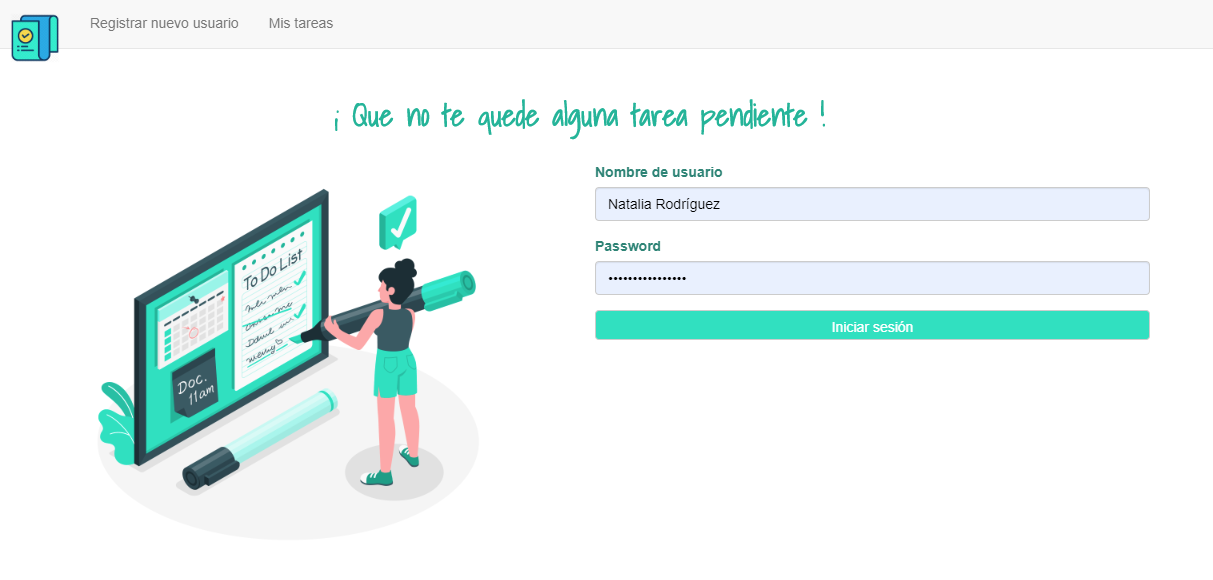 Registrar nuevo usuario Mis tareas
¡ Que no te quede alguna tarea pendiente !
Nombre de usuario
Natalia Rodríguez
Password
••••••••••••••••
Iniciar sesión
To Do List
Doc.
11am